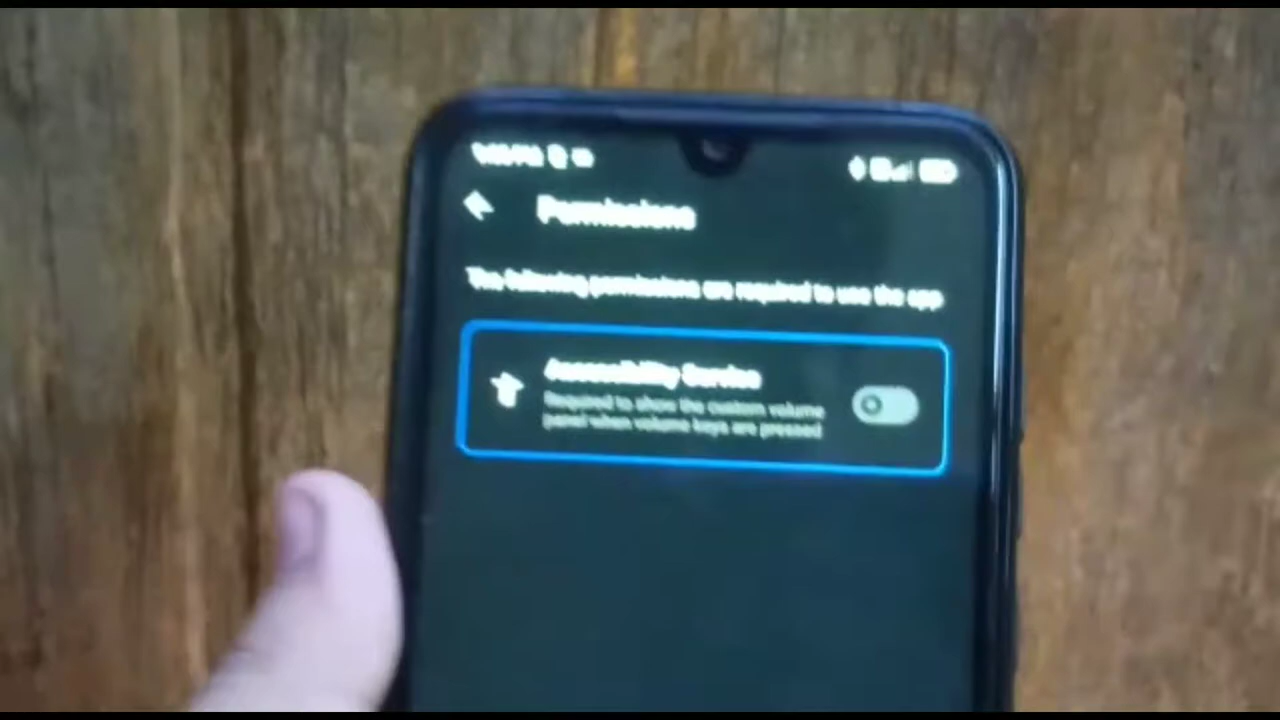 Permissions
The following permissions are required to use the app
Accessibility Service
Required to show the custom volume
panel when volume keys are pressed